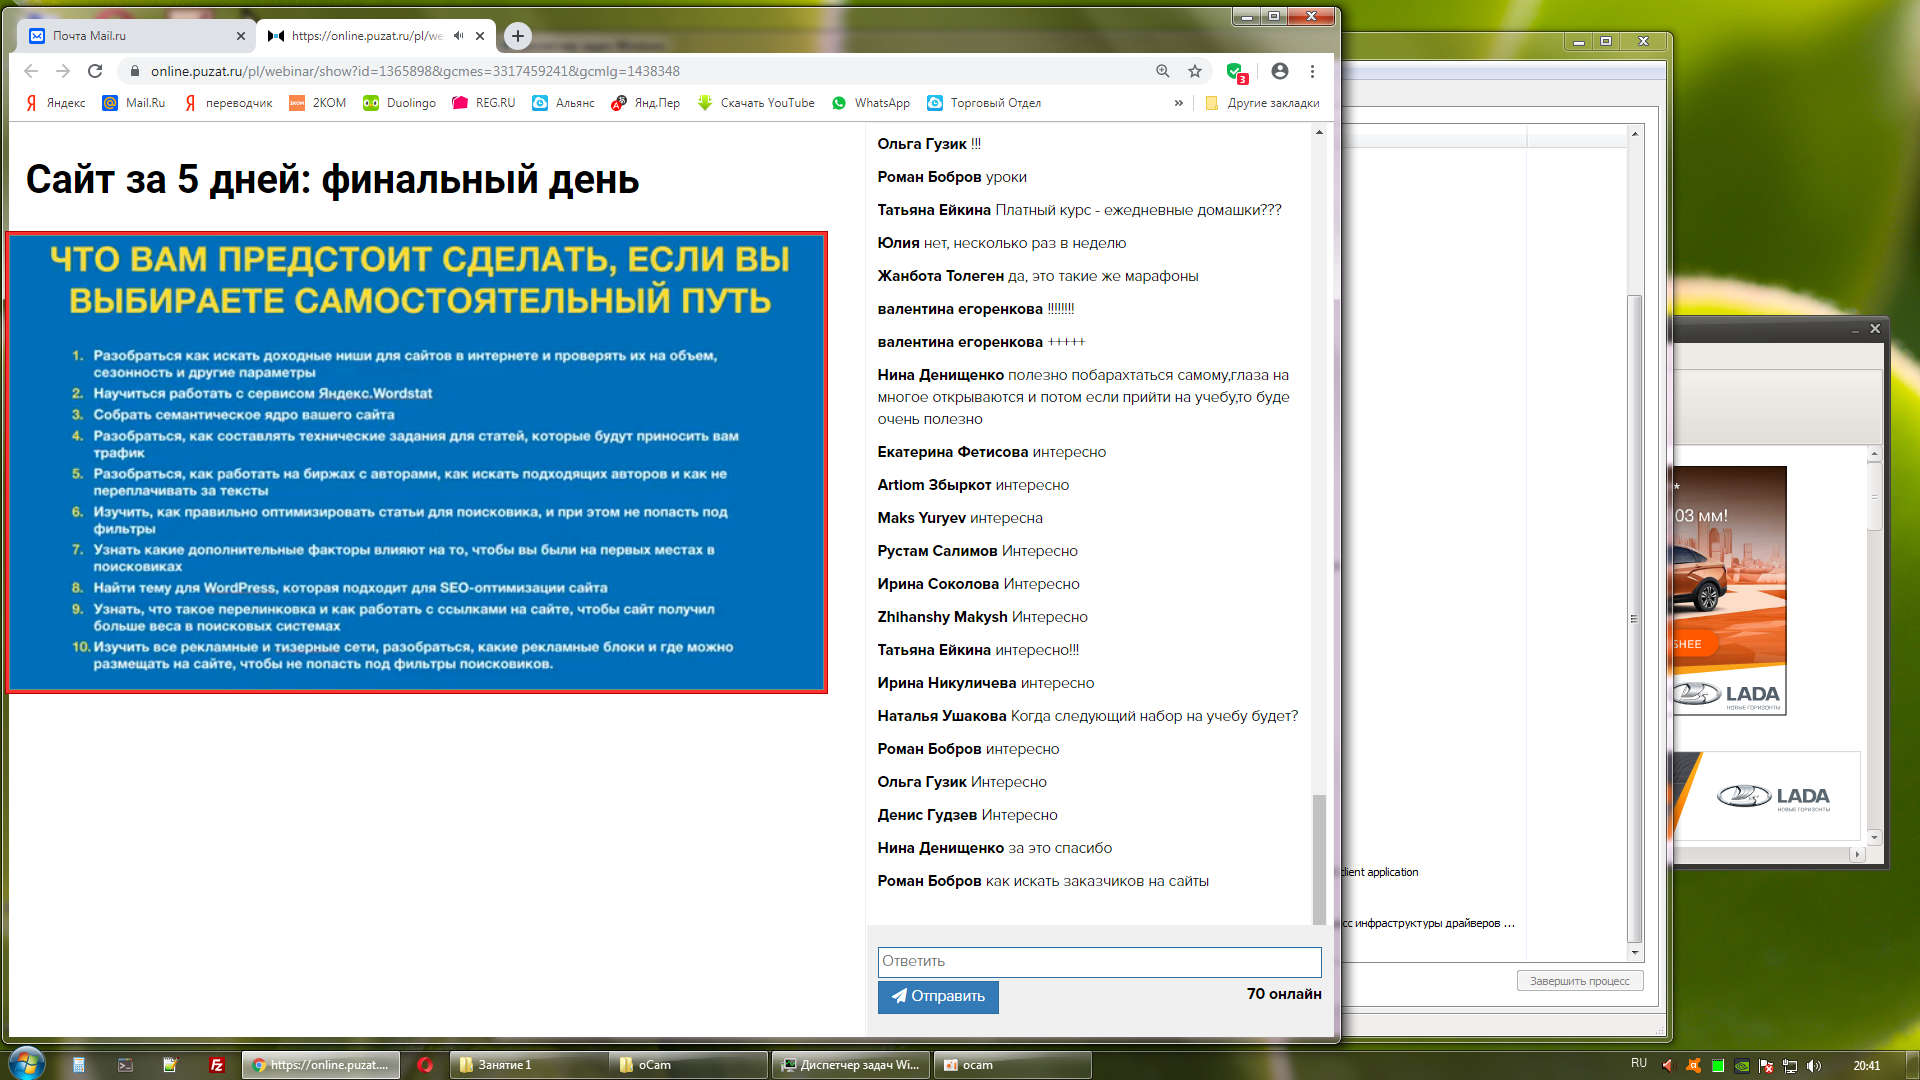 Почта Mail.ru
https://online.puzat.ru/pl/we
online.puzat.ru/pl/webinar/show?id=1365898&gcmes=3317459241&gcmlg=1438348
3
Яндекс
Mail.Ru
переводчик
2КОМ
Duolingo
REG.RU
Альянс
Янд.Пер
Скачать YouTube
WhatsApp
Торговый Отдел
»
Другие закладки
Сайт за 5 дней: финальный день
ЧТО ВАМ ПРЕДСТОИТ СДЕЛАТЬ, ЕСЛИ ВЫ
ВЫБИРАЕТЕ САМОСТОЯТЕЛЬНЫЙ ПУТЬ
1. Разобраться как искать доходные ниши для сайтов в интернете и проверять их на объем,
сезонность и другие параметры
2. Научиться работать с сервисом Яндекс.Wordstat
3. Собрать семантическое ядро вашего сайта
4. Разобраться, как составлять технические задания для статей, которые будут приносить вам
трафик
5. Разобраться, как работать на биржах с авторами, как искать подходящих авторов и как не
переплачивать за тексты
6. Изучить, как правильно оптимизировать статьи для поисковика, и при этом не попасть под
фильтры
7. Узнать какие дополнительные факторы влияют на то, чтобы вы были на первых местах в
поисковиках
8. Найти тему для WordPress, которая подходит для SEO-оптимизации сайта
9. Узнать, что такое перелинковка и как работать с ссылками на сайте, чтобы сайт получил
больше веса в поисковых системах
10. Изучить все рекламные и тизерные сети, разобраться, какие рекламные блоки и где можно
размещать на сайте, чтобы не попасть под фильтры поисковиков.
Ольга Гузик !!!
Роман Бобров уроки
Татьяна Ейкина Платный курс - ежедневные домашки???
Юлия нет, несколько раз в неделю
Жанбота Толеген да, это такие же марафоны
валентина егоренкова !!!!!!!!
валентина егоренкова +++++
Нина Денищенко полезно побарахтаться самому,глаза на
многое открываются и потом если прийти на учебу,то буде
очень полезно
Екатерина Фетисова интересно
Artiom Збыркот интересно
Maks Yuryev интересна
Рустам Салимов Интересно
Ирина Соколова Интересно
Zhihanshy Makysh Интересно
Татьяна Ейкина интересно!!!
Ирина Никуличева интересно
Наталья Ушакова Когда следующий набор на учебу будет?
Роман Бобров интересно
Ольга Гузик Интересно
Денис Гудзев Интересно
Нина Денищенко за это спасибо
Роман Бобров как искать заказчиков на сайты
Ответить
Отправить
70 онлайн
client application
сс инфраструктуры драйверов ...
Завершить процесс
*
03 мм!
БНЕЕ
LADA
НОВЫЕ ГОРИЗОНТЫ
LADA
НОВЫЕ ГОРИЗОНТЫ
https://online.puzat....
Занятие 1
oCam
Диспетчер задач Wi...
ocam
RU
20:41